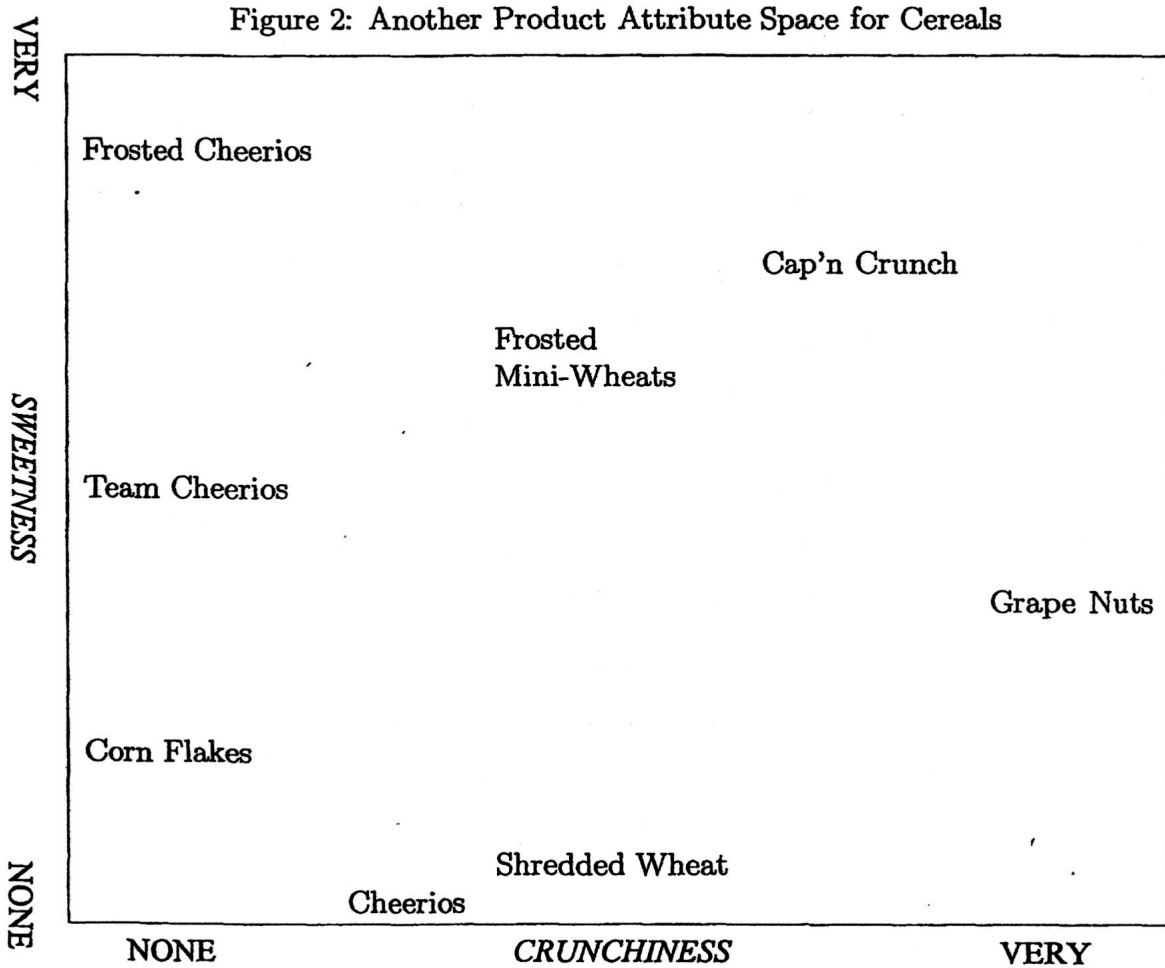 Figure 2: Another Product Attribute Space for Cereals
VERY
Frosted Cheerios
Cap'n Crunch
Frosted
Mini-Wheats
SWEETNESS
Team Cheerios
Grape Nuts
Corn Flakes
Shredded Wheat
Cheerios
NONE
NONE CRUNCHINESS VERY